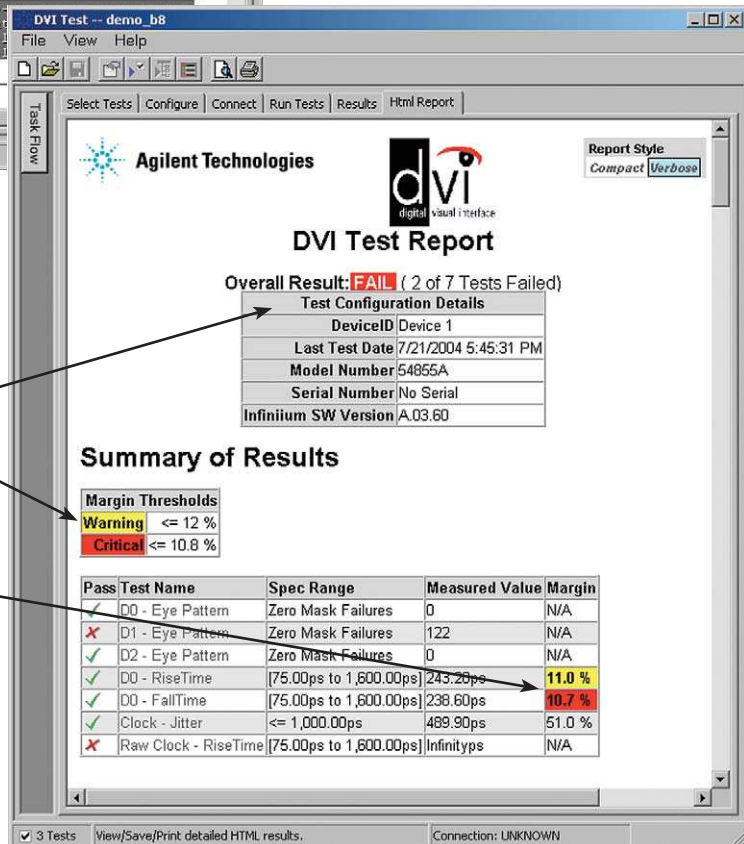 DVI Test -- demo_b8
File View Help
Task Flow
Select Tests Configure Connect Run Tests Results Html Report
Agilent Technologies
dvi
digital visual interface
Report Style
Compact Verbose
DVI Test Report
Overall Result: FAIL ( 2 of 7 Tests Failed)
Test Configuration Details
DeviceID Device 1
Last Test Date 7/21/2004 5:45:31 PM
Model Number 54855A
Serial Number No Serial
Infiniium SW Version A.03.60
Summary of Results
Margin Thresholds
Warning <= 12 %
Critical <= 10.8 %
Pass Test Name Spec Range Measured Value Margin
D0 - Eye Pattern Zero Mask Failures 0 N/A
D1 - Eye Pattern Zero Mask Failures 122 N/A
D2 - Eye Pattern Zero Mask Failures 0 N/A
D0 - RiseTime [75.00ps to 1,600.00ps] 243.20ps 11.0 %
D0 - FallTime [75.00ps to 1,600.00ps] 238.60ps 10.7 %
Clock - Jitter <= 1,000.00ps 489.90ps 51.0 %
Raw Clock - RiseTime [75.00ps to 1,600.00ps] Infinityps N/A
3 Tests View/Save/Print detailed HTML results. Connection: UNKNOWN